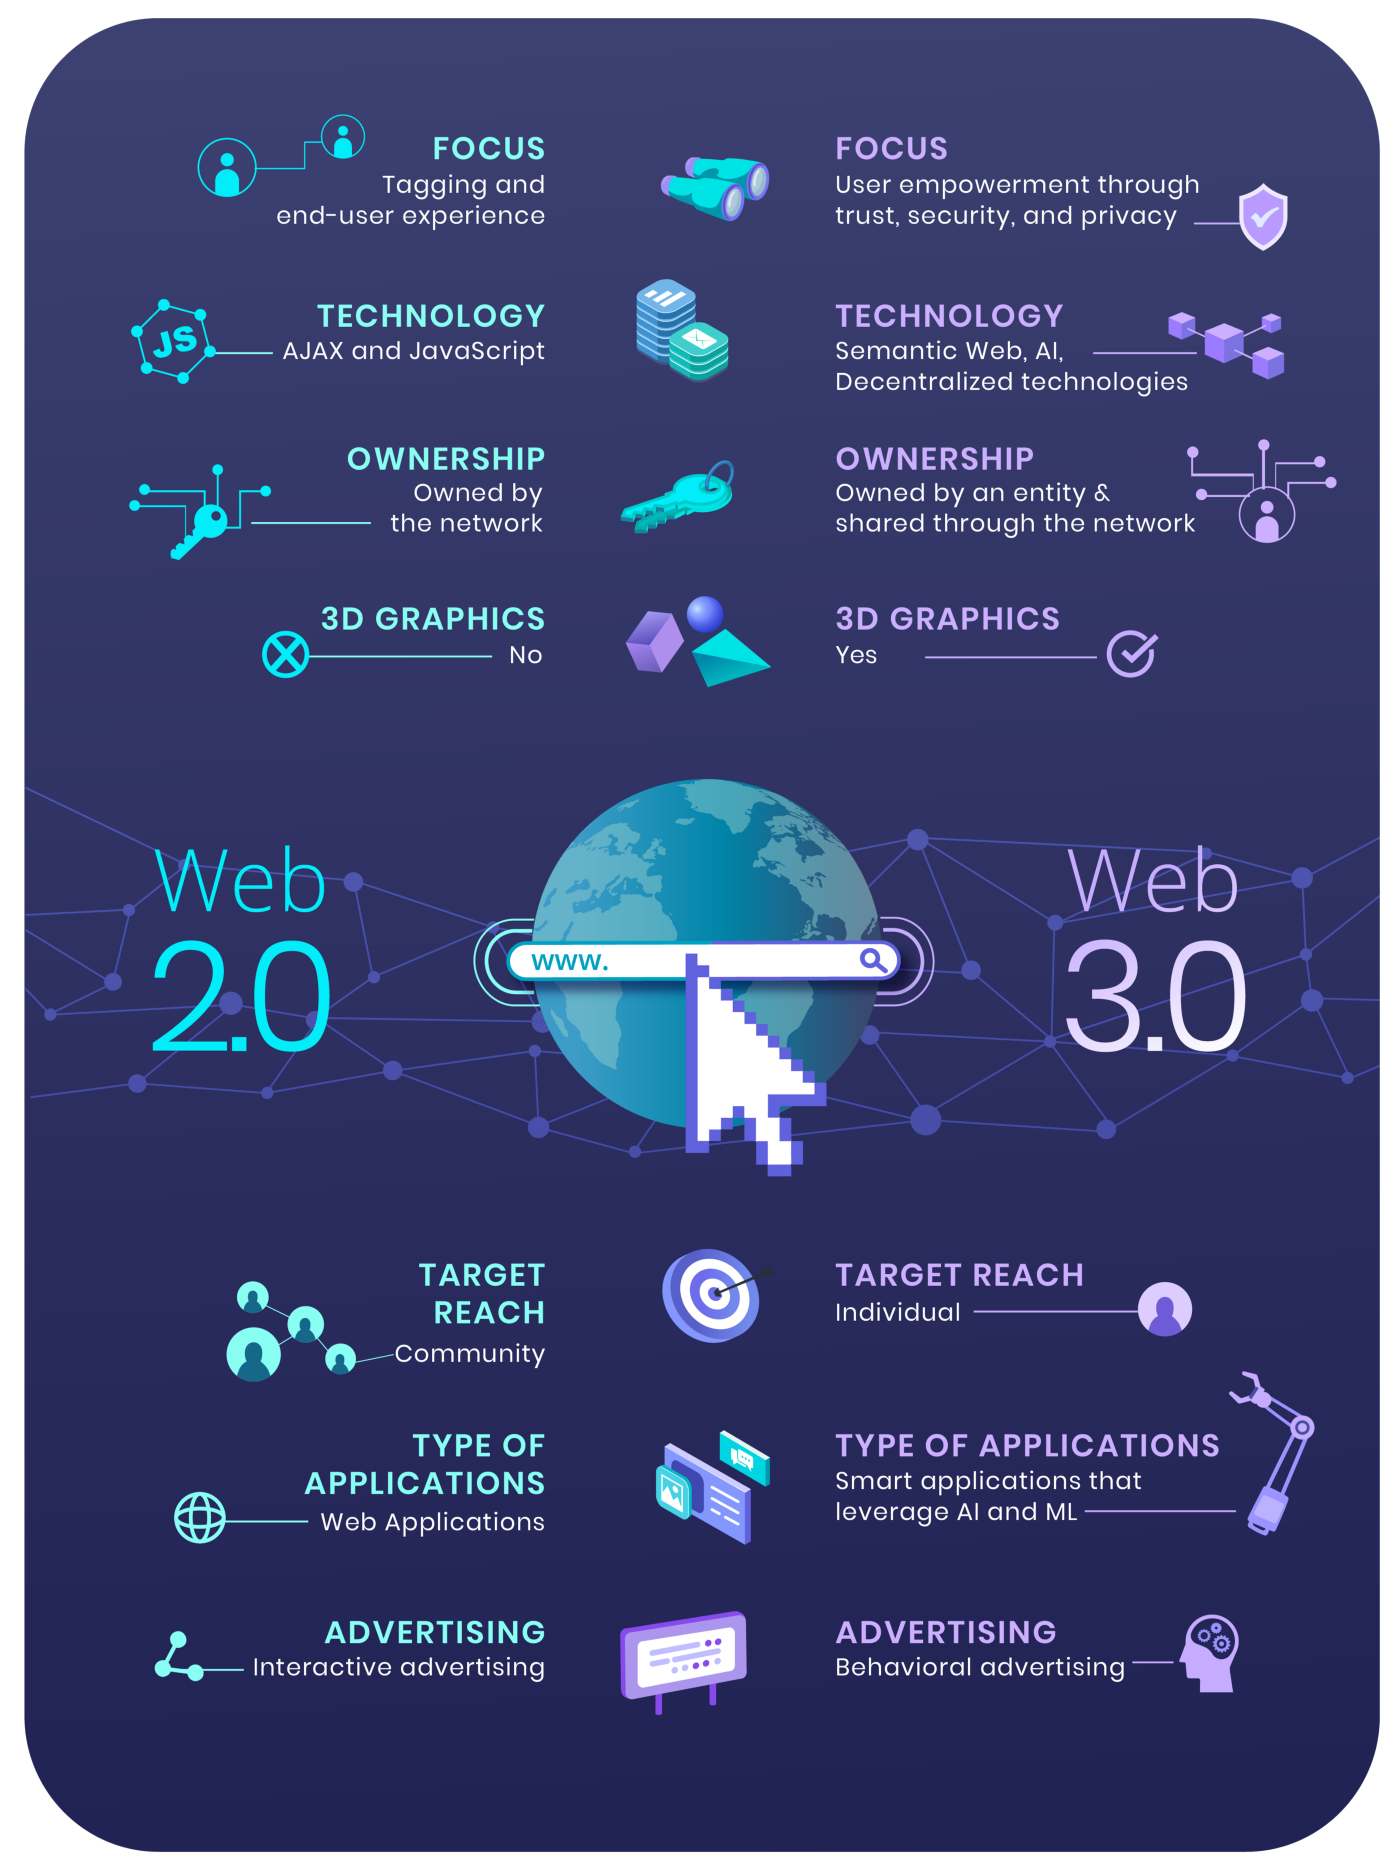 FOCUS
Tagging and
end-user experience
FOCUS
User empowerment through
trust, security, and privacy
JS
TECHNOLOGY
AJAX and JavaScript
TECHNOLOGY
Semantic Web, AI,
Decentralized technologies
OWNERSHIP
Owned by
the network
OWNERSHIP
Owned by an entity &
shared through the network
3D GRAPHICS
No
3D GRAPHICS
Yes
Web
2.0
www.
Web
3.0
TARGET
REACH
Community
TARGET REACH
Individual
TYPE OF
APPLICATIONS
Web Applications
TYPE OF APPLICATIONS
Smart applications that
leverage AI and ML
ADVERTISING
Interactive advertising
ADVERTISING
Behavioral advertising